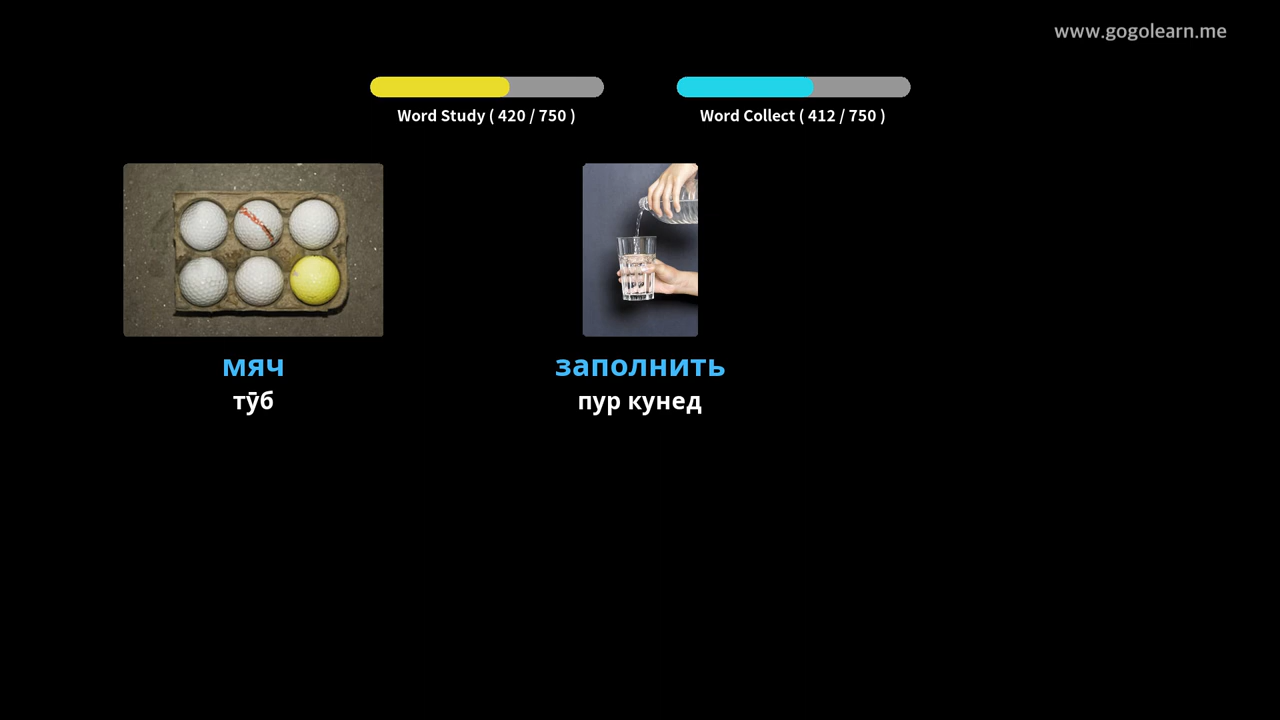 www.gogolearn.me
Word Study ( 420 / 750 )
Word Collect ( 412 / 750 )
мяч
тӯб
заполнить
пур кунед